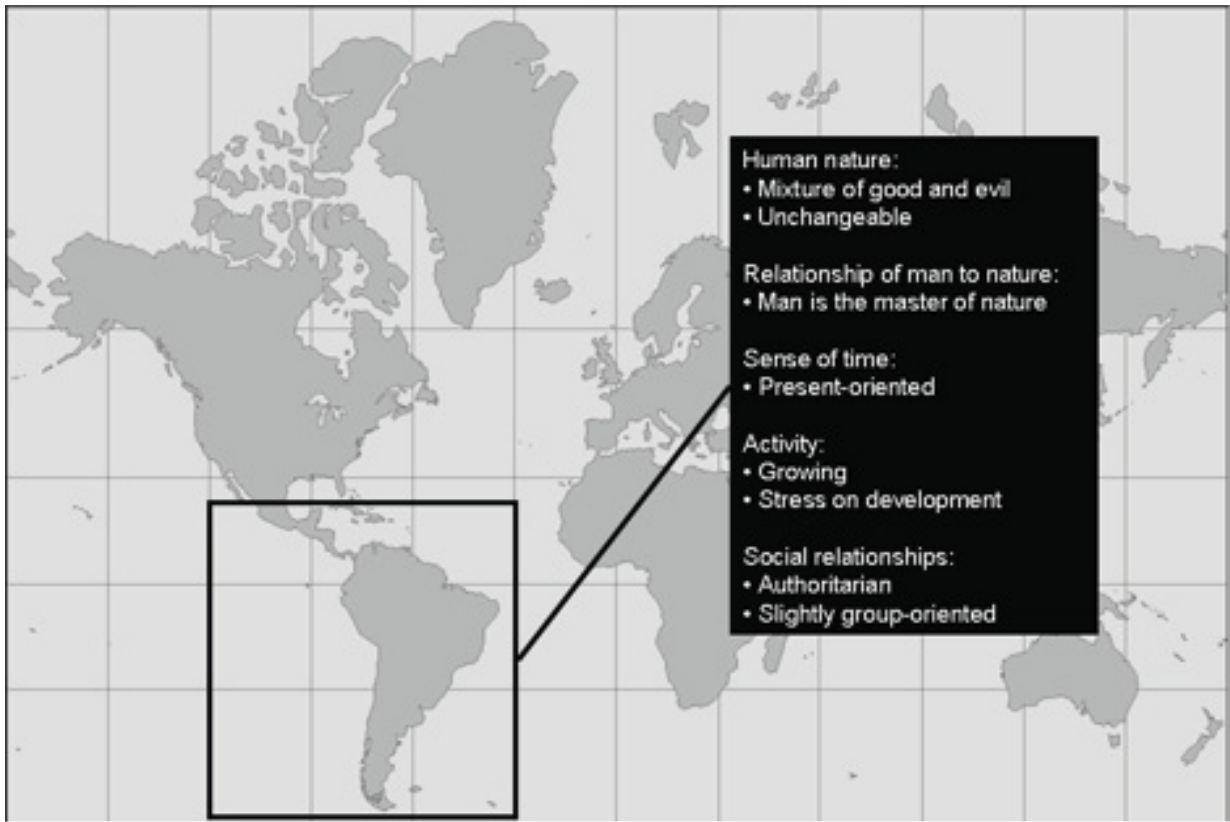 Human nature:
• Mixture of good and evil
• Unchangeable
Relationship of man to nature:
• Man is the master of nature
Sense of time:
• Present-oriented
Activity:
• Growing
• Stress on development
Social relationships:
• Authoritarian
• Slightly group-oriented